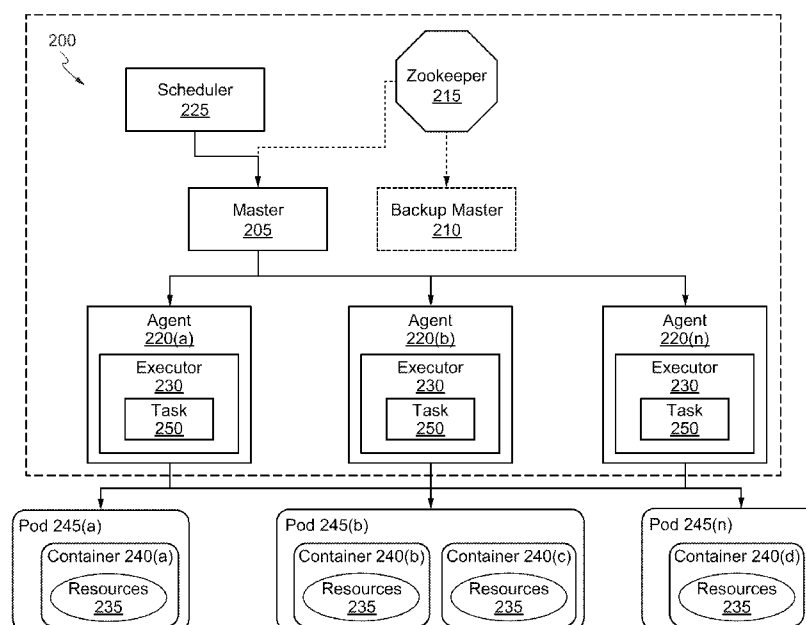 200
Scheduler
225
Zookeeper
215
Master
205
Backup Master
210
Agent
220(a)
Executor
230
Task
250
Agent
220(b)
Executor
230
Task
250
Agent
220(n)
Executor
230
Task
250
Pod 245(a)
Container 240(a)
Resources
235
Pod 245(b)
Container 240(b)
Resources
235
Container 240(c)
Resources
235
Pod 245(n)
Container 240(d)
Resources
235